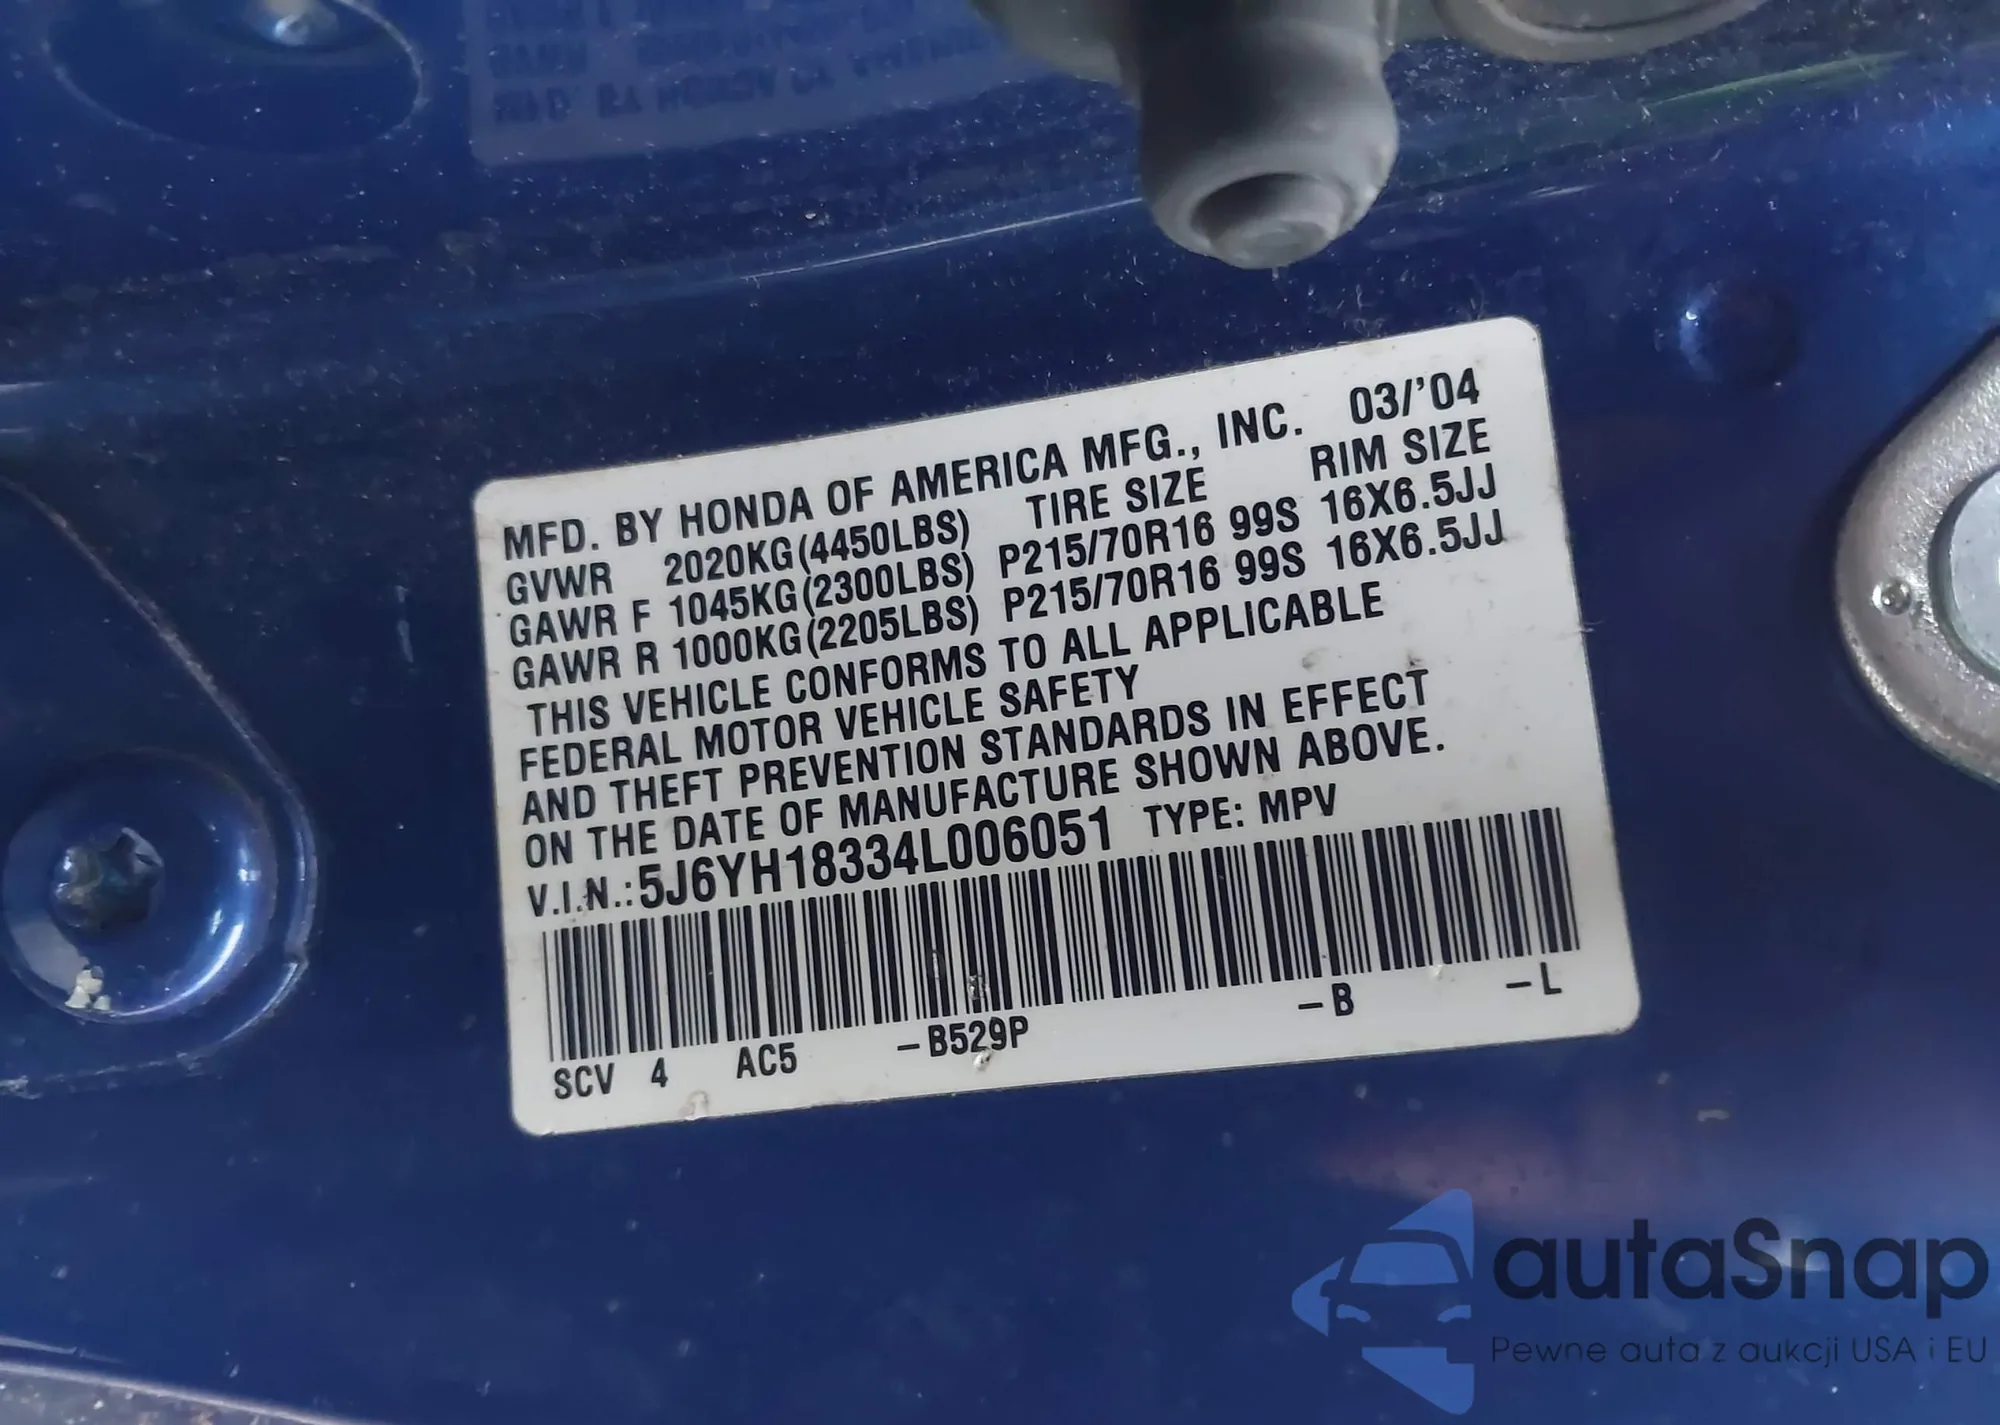 MFD. BY HONDA OF AMERICA MFG., INC. 03/'04
GVWR 2020KG(4450LBS) TIRE SIZE RIM SIZE
GAWR F 1045KG(2300LBS) P215/70R16 99S 16X6.5JJ
GAWR R 1000KG(2205LBS) P215/70R16 99S 16X6.5JJ
THIS VEHICLE CONFORMS TO ALL APPLICABLE
FEDERAL MOTOR VEHICLE SAFETY
AND THEFT PREVENTION STANDARDS IN EFFECT
ON THE DATE OF MANUFACTURE SHOWN ABOVE.
V.I.N.:5J6YH18334L006051 TYPE: MPV
SCV 4 AC5 –B529P –B –L
autaSnap
Pewne auta z aukcji USA i EU